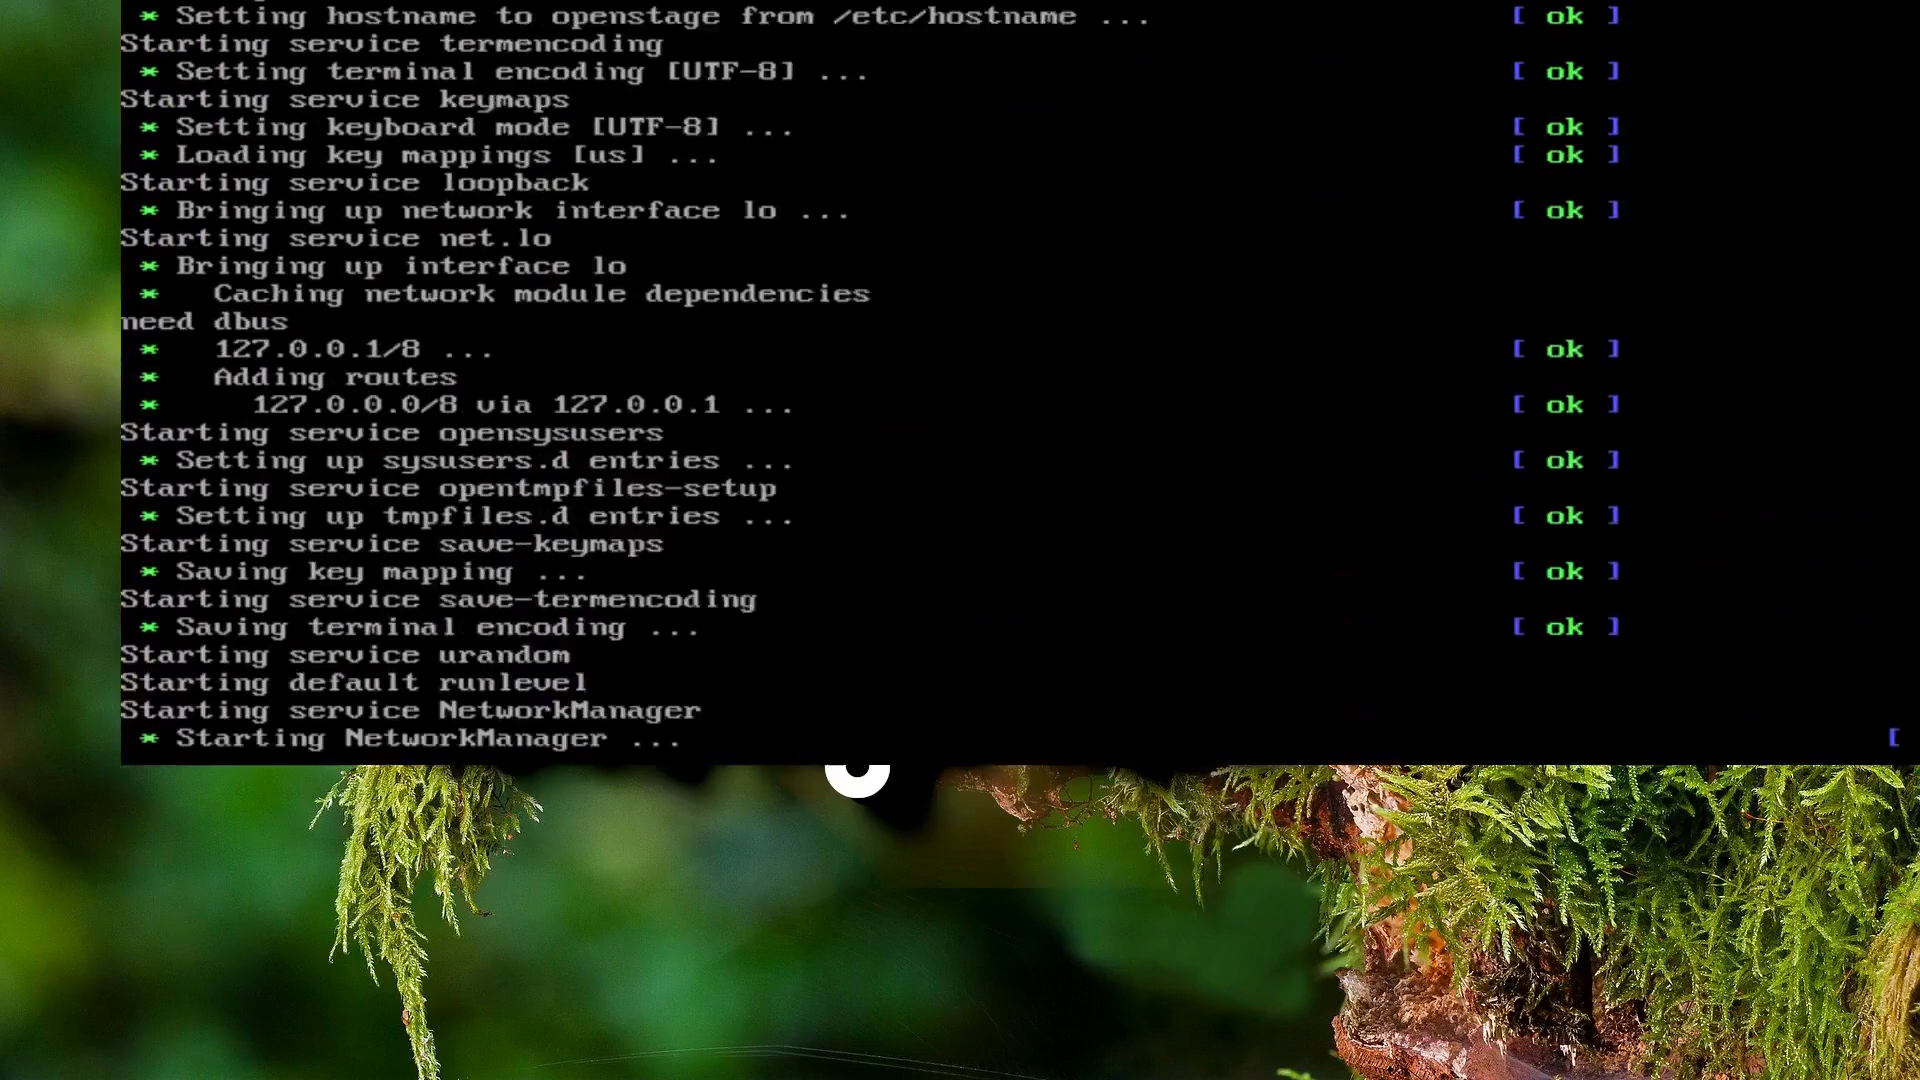 * Setting hostname to openstage from /etc/hostname ... [ ok ]
Starting service termencoding
* Setting terminal encoding [UTF-8] ... [ ok ]
Starting service keymaps
* Setting keyboard mode [UTF-8] ... [ ok ]
* Loading key mappings [us] ... [ ok ]
Starting service loopback
* Bringing up network interface lo ... [ ok ]
Starting service net.lo
* Bringing up interface lo
* Caching network module dependencies
need dbus
* 127.0.0.1/8 ... [ ok ]
* Adding routes
* 127.0.0.0/8 via 127.0.0.1 ... [ ok ]
Starting service opensysusers
* Setting up sysusers.d entries ... [ ok ]
Starting service opentmpfiles-setup
* Setting up tmpfiles.d entries ... [ ok ]
Starting service save-keymaps
* Saving key mapping ... [ ok ]
Starting service save-termencoding
* Saving terminal encoding ... [ ok ]
Starting service urandom
Starting default runlevel
Starting service NetworkManager
* Starting NetworkManager ... [